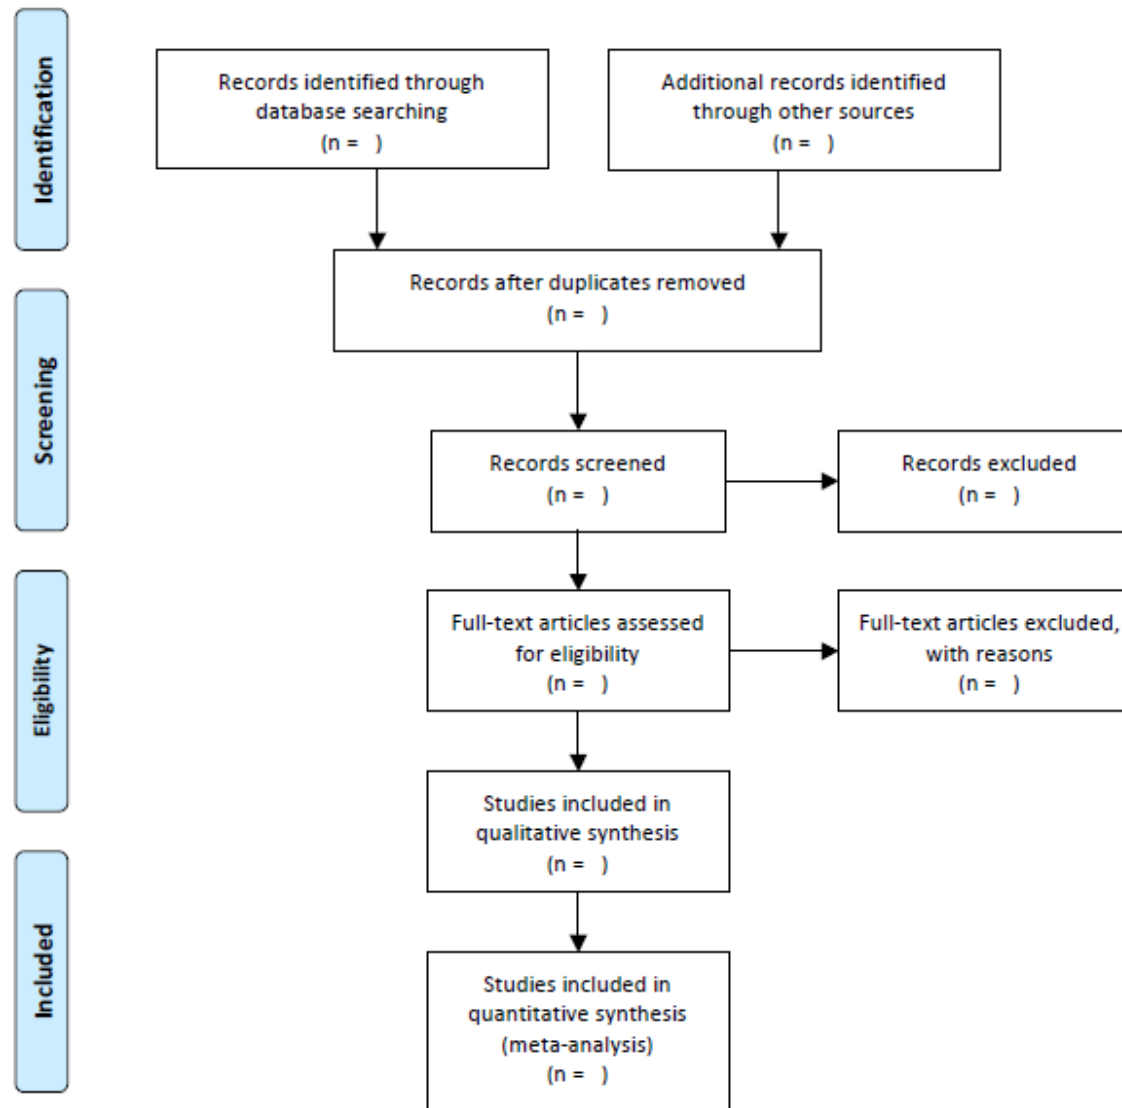 Identification
Records identified through
database searching
(n =   )
Additional records identified
through other sources
(n =   )
Records after duplicates removed
(n =   )
Screening
Records screened
(n =   )
Records excluded
(n =   )
Eligibility
Full-text articles assessed
for eligibility
(n =   )
Full-text articles excluded,
with reasons
(n =   )
Studies included in
qualitative synthesis
(n =   )
Included
Studies included in
quantitative synthesis
(meta-analysis)
(n =   )